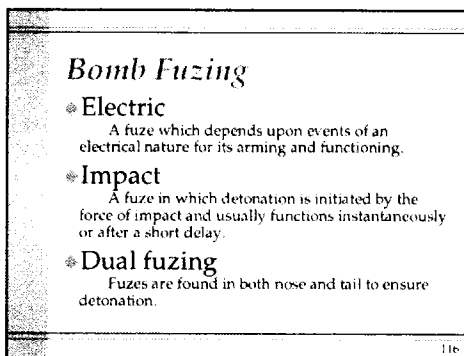 Bomb Fuzing
Electric
A fuze which depends upon events of an
electrical nature for its arming and functioning.
Impact
A fuze in which detonation is initiated by the
force of impact and usually functions instantaneously
or after a short delay.
Dual fuzing
Fuzes are found in both nose and tail to ensure
detonation.
116